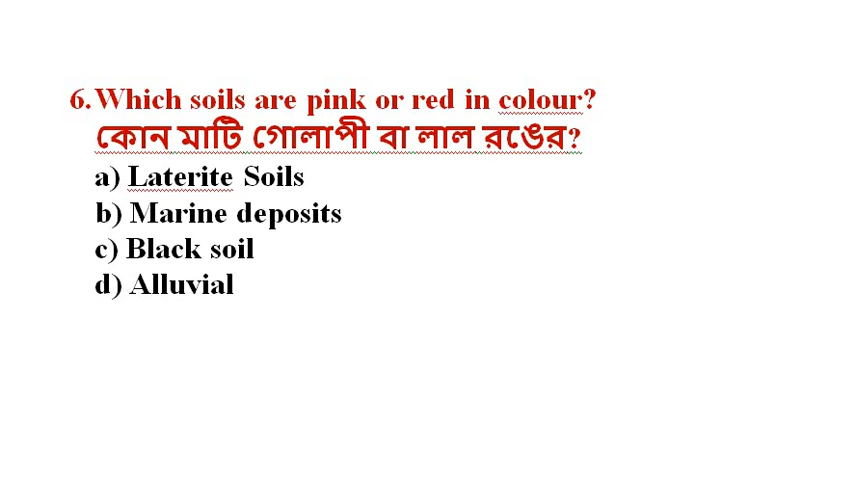 6. Which soils are pink or red in colour?
কোন মাটি গোলাপী বা লাল রঙের?
a) Laterite Soils
b) Marine deposits
c) Black soil
d) Alluvial